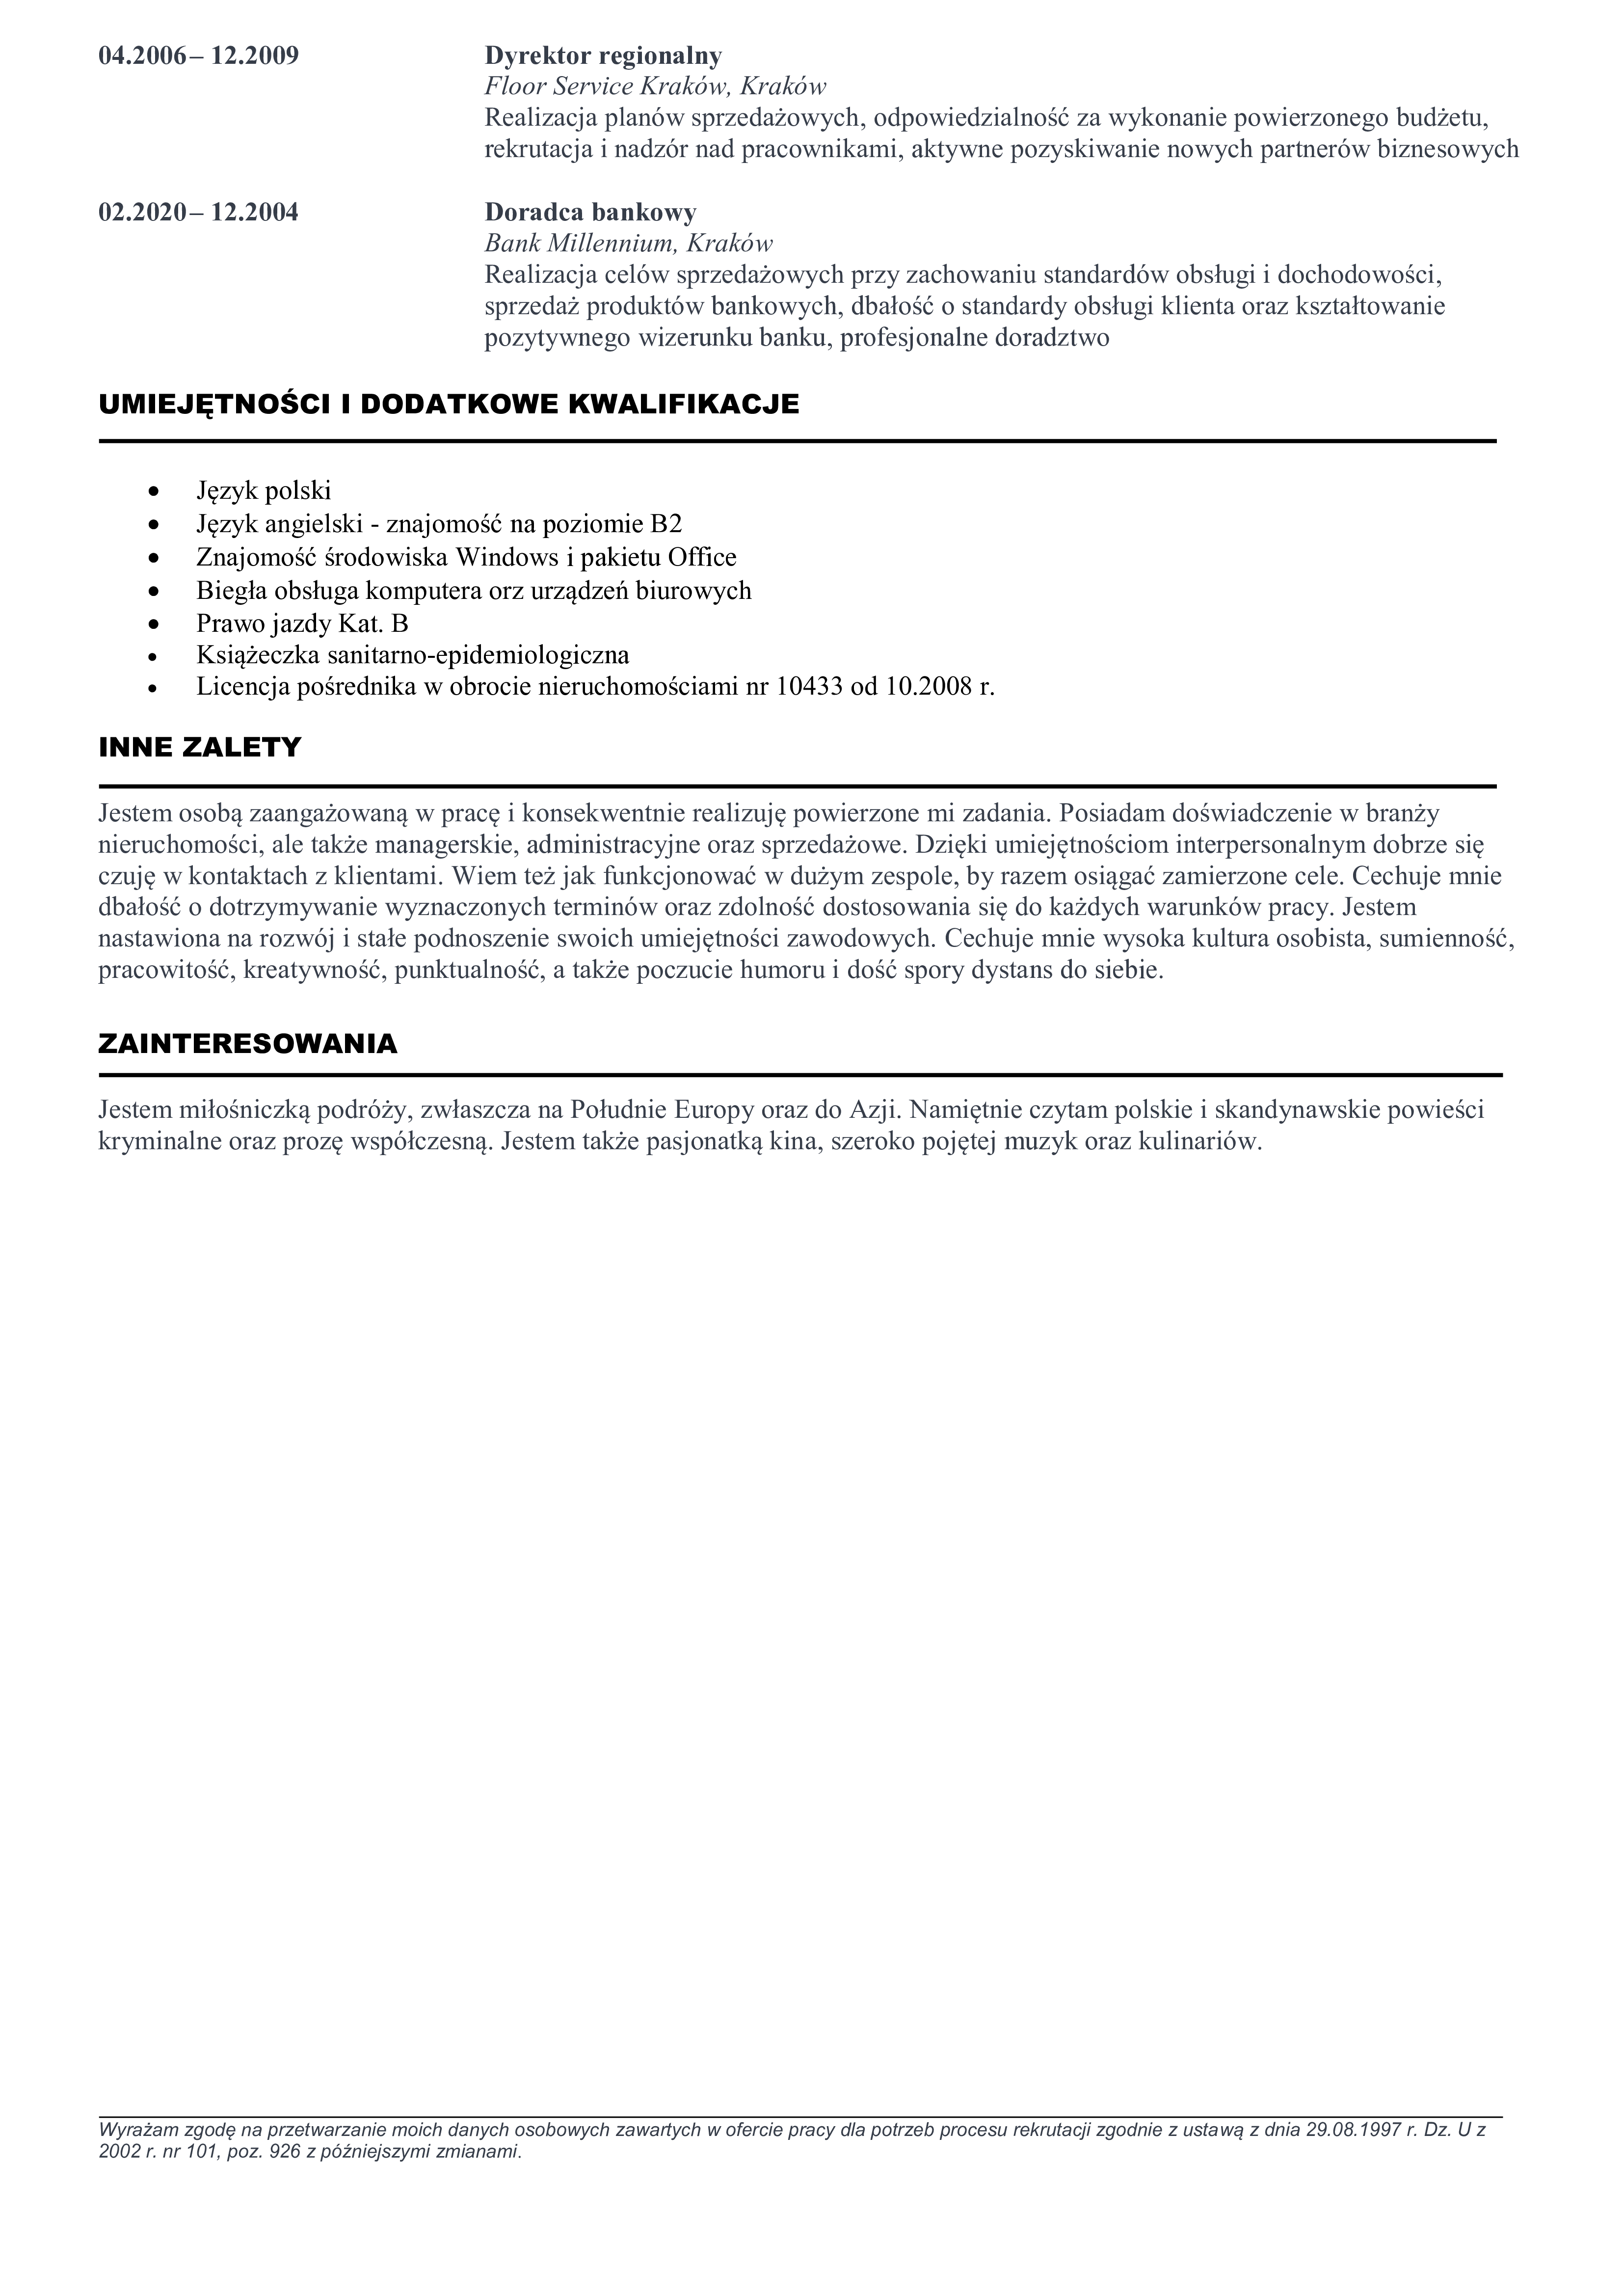 04.2006 – 12.2009 Dyrektor regionalny
Floor Service Kraków, Kraków
Realizacja planów sprzedażowych, odpowiedzialność za wykonanie powierzonego budżetu,
rekrutacja i nadzór nad pracownikami, aktywne pozyskiwanie nowych partnerów biznesowych
02.2020 – 12.2004 Doradca bankowy
Bank Millennium, Kraków
Realizacja celów sprzedażowych przy zachowaniu standardów obsługi i dochodowości,
sprzedaż produktów bankowych, dbałość o standardy obsługi klienta oraz kształtowanie
pozytywnego wizerunku banku, profesjonalne doradztwo
UMIEJĘTNOŚCI I DODATKOWE KWALIFIKACJE
• Język polski
• Język angielski - znajomość na poziomie B2
• Znajomość środowiska Windows i pakietu Office
• Biegła obsługa komputera orz urządzeń biurowych
• Prawo jazdy Kat. B
• Książeczka sanitarno-epidemiologiczna
• Licencja pośrednika w obrocie nieruchomościami nr 10433 od 10.2008 r.
INNE ZALETY
Jestem osobą zaangażowaną w pracę i konsekwentnie realizuję powierzone mi zadania. Posiadam doświadczenie w branży
nieruchomości, ale także managerskie, administracyjne oraz sprzedażowe. Dzięki umiejętnościom interpersonalnym dobrze się
czuję w kontaktach z klientami. Wiem też jak funkcjonować w dużym zespole, by razem osiągać zamierzone cele. Cechuje mnie
dbałość o dotrzymywanie wyznaczonych terminów oraz zdolność dostosowania się do każdych warunków pracy. Jestem
nastawiona na rozwój i stałe podnoszenie swoich umiejętności zawodowych. Cechuje mnie wysoka kultura osobista, sumienność,
pracowitość, kreatywność, punktualność, a także poczucie humoru i dość spory dystans do siebie.
ZAINTERESOWANIA
Jestem miłośniczką podróży, zwłaszcza na Południe Europy oraz do Azji. Namiętnie czytam polskie i skandynawskie powieści
kryminalne oraz prozę współczesną. Jestem także pasjonatką kina, szeroko pojętej muzyk oraz kulinariów.
Wyrażam zgodę na przetwarzanie moich danych osobowych zawartych w ofercie pracy dla potrzeb procesu rekrutacji zgodnie z ustawą z dnia 29.08.1997 r. Dz. U z
2002 r. nr 101, poz. 926 z późniejszymi zmianami.